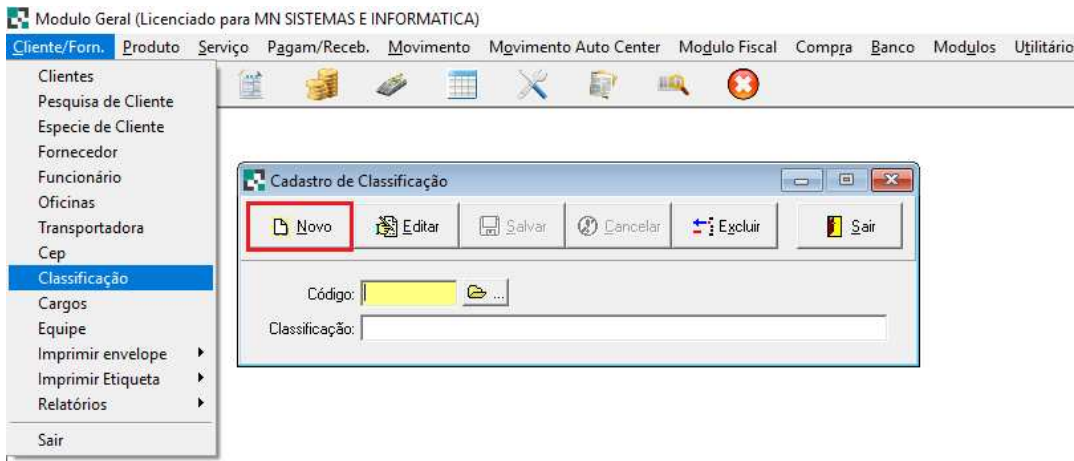 Modulo Geral (Licenciado para MN SISTEMAS E INFORMATICA)
Cliente/Forn. Produto Serviço Pagam/Receb. Movimento Movimento Auto Center Modulo Fiscal Compra Banco Modulos Utilitário
Clientes
Pesquisa de Cliente
Especie de Cliente
Fornecedor
Funcionário
Oficinas
Transportadora
Cep
Classificação
Cargos
Equipe
Imprimir envelope
Imprimir Etiqueta
Relatórios
Sair
Cadastro de Classificação
Novo Editar Salvar Cancelar Excluir Sair
Código: ...
Classificação: